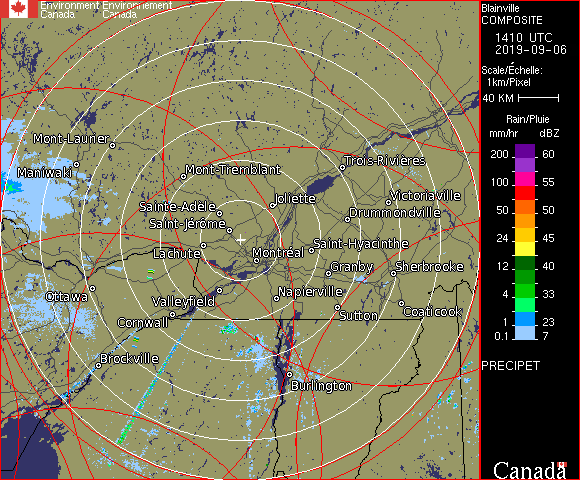 Environment Environnement
Canada Canada
Blainville
COMPOSITE
1410 UTC
2019-09-06
Scale/Échelle:
1km/Pixel
40 KM
Rain/Pluie
mm/hr dBZ
200 60
100 55
50 50
24 45
12 40
4 33
1 23
0.1 7
PRECIPET
Mont-Laurier
Maniwaki
Mont-Tremblant
Trois-Rivières
Sainte-Adèle
Joliette
Victoriaville
Saint-Jérôme
Drummondville
Lachute
Montréal
Saint-Hyacinthe
Granby
Sherbrooke
Ottawa
Valleyfield
Napierville
Cornwall
Sutton
Coaticook
Brockville
Burlington
Canada